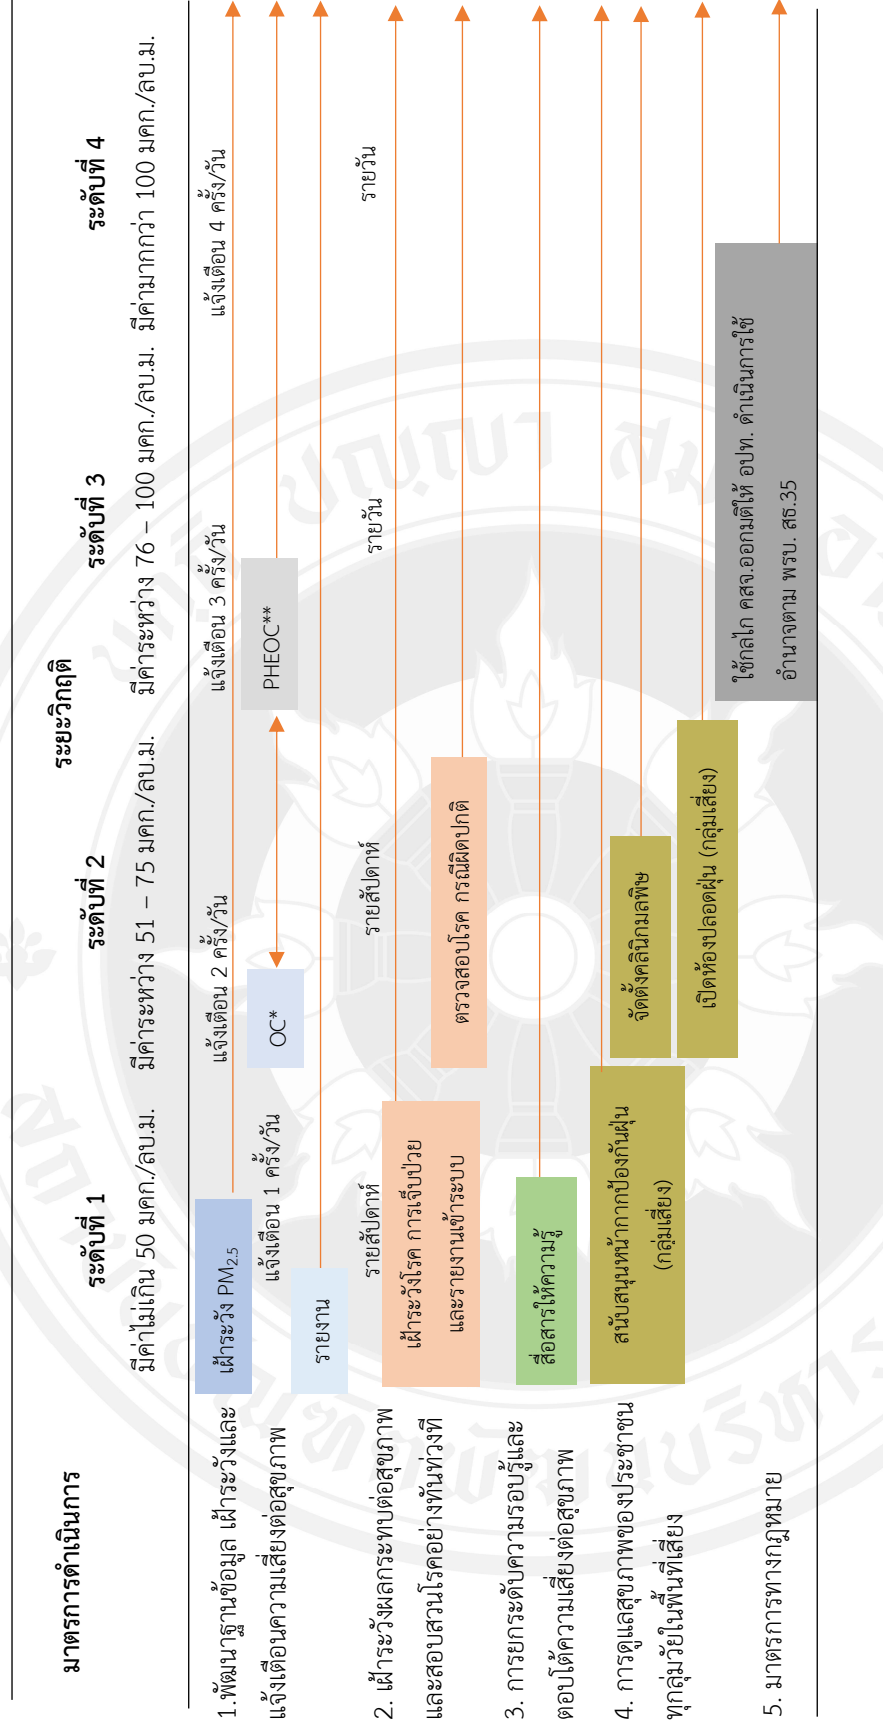 มาตรการดำเนินการ
ระยะวิกฤติ
ระดับที่ 1
ระดับที่ 2
ระดับที่ 3
ระดับที่ 4
มีค่าไม่เกิน 50 มคก./ลบ.ม.
มีค่าระหว่าง 51 – 75 มคก./ลบ.ม.
มีค่าระหว่าง 76 – 100 มคก./ลบ.ม.
มีค่ามากกว่า 100 มคก./ลบ.ม.
1.พัฒนาฐานข้อมูล เฝ้าระวังและ
แจ้งเตือนความเสี่ยงต่อสุขภาพ
เฝ้าระวัง PM2.5
แจ้งเตือน 1 ครั้ง/วัน
แจ้งเตือน 2 ครั้ง/วัน
แจ้งเตือน 3 ครั้ง/วัน
แจ้งเตือน 4 ครั้ง/วัน
OC*
PHEOC**
รายงาน
2. เฝ้าระวังผลกระทบต่อสุขภาพ
และสอบสวนโรคอย่างทันท่วงที
รายสัปดาห์
รายสัปดาห์
รายวัน
รายวัน
เฝ้าระวังโรค การเจ็บป่วย
และรายงานเข้าระบบ
ตรวจสอบโรค กรณีผิดปกติ
3. การยกระดับความรอบรู้และ
ตอบโต้ความเสี่ยงต่อสุขภาพ
สื่อสารให้ความรู้
4. การดูแลสุขภาพของประชาชน
ทุกกลุ่มวัยในพื้นที่เสี่ยง
สนับสนุนหน้ากากป้องกันฝุ่น
(กลุ่มเสี่ยง)
จัดตั้งคลินิกมลพิษ
เปิดห้องปลอดฝุ่น (กลุ่มเสี่ยง)
5. มาตรการทางกฎหมาย
ใช้กลไก คสจ.ออกมติให้ อปท. ดำเนินการใช้
อำนาจตาม พรบ. สธ.35